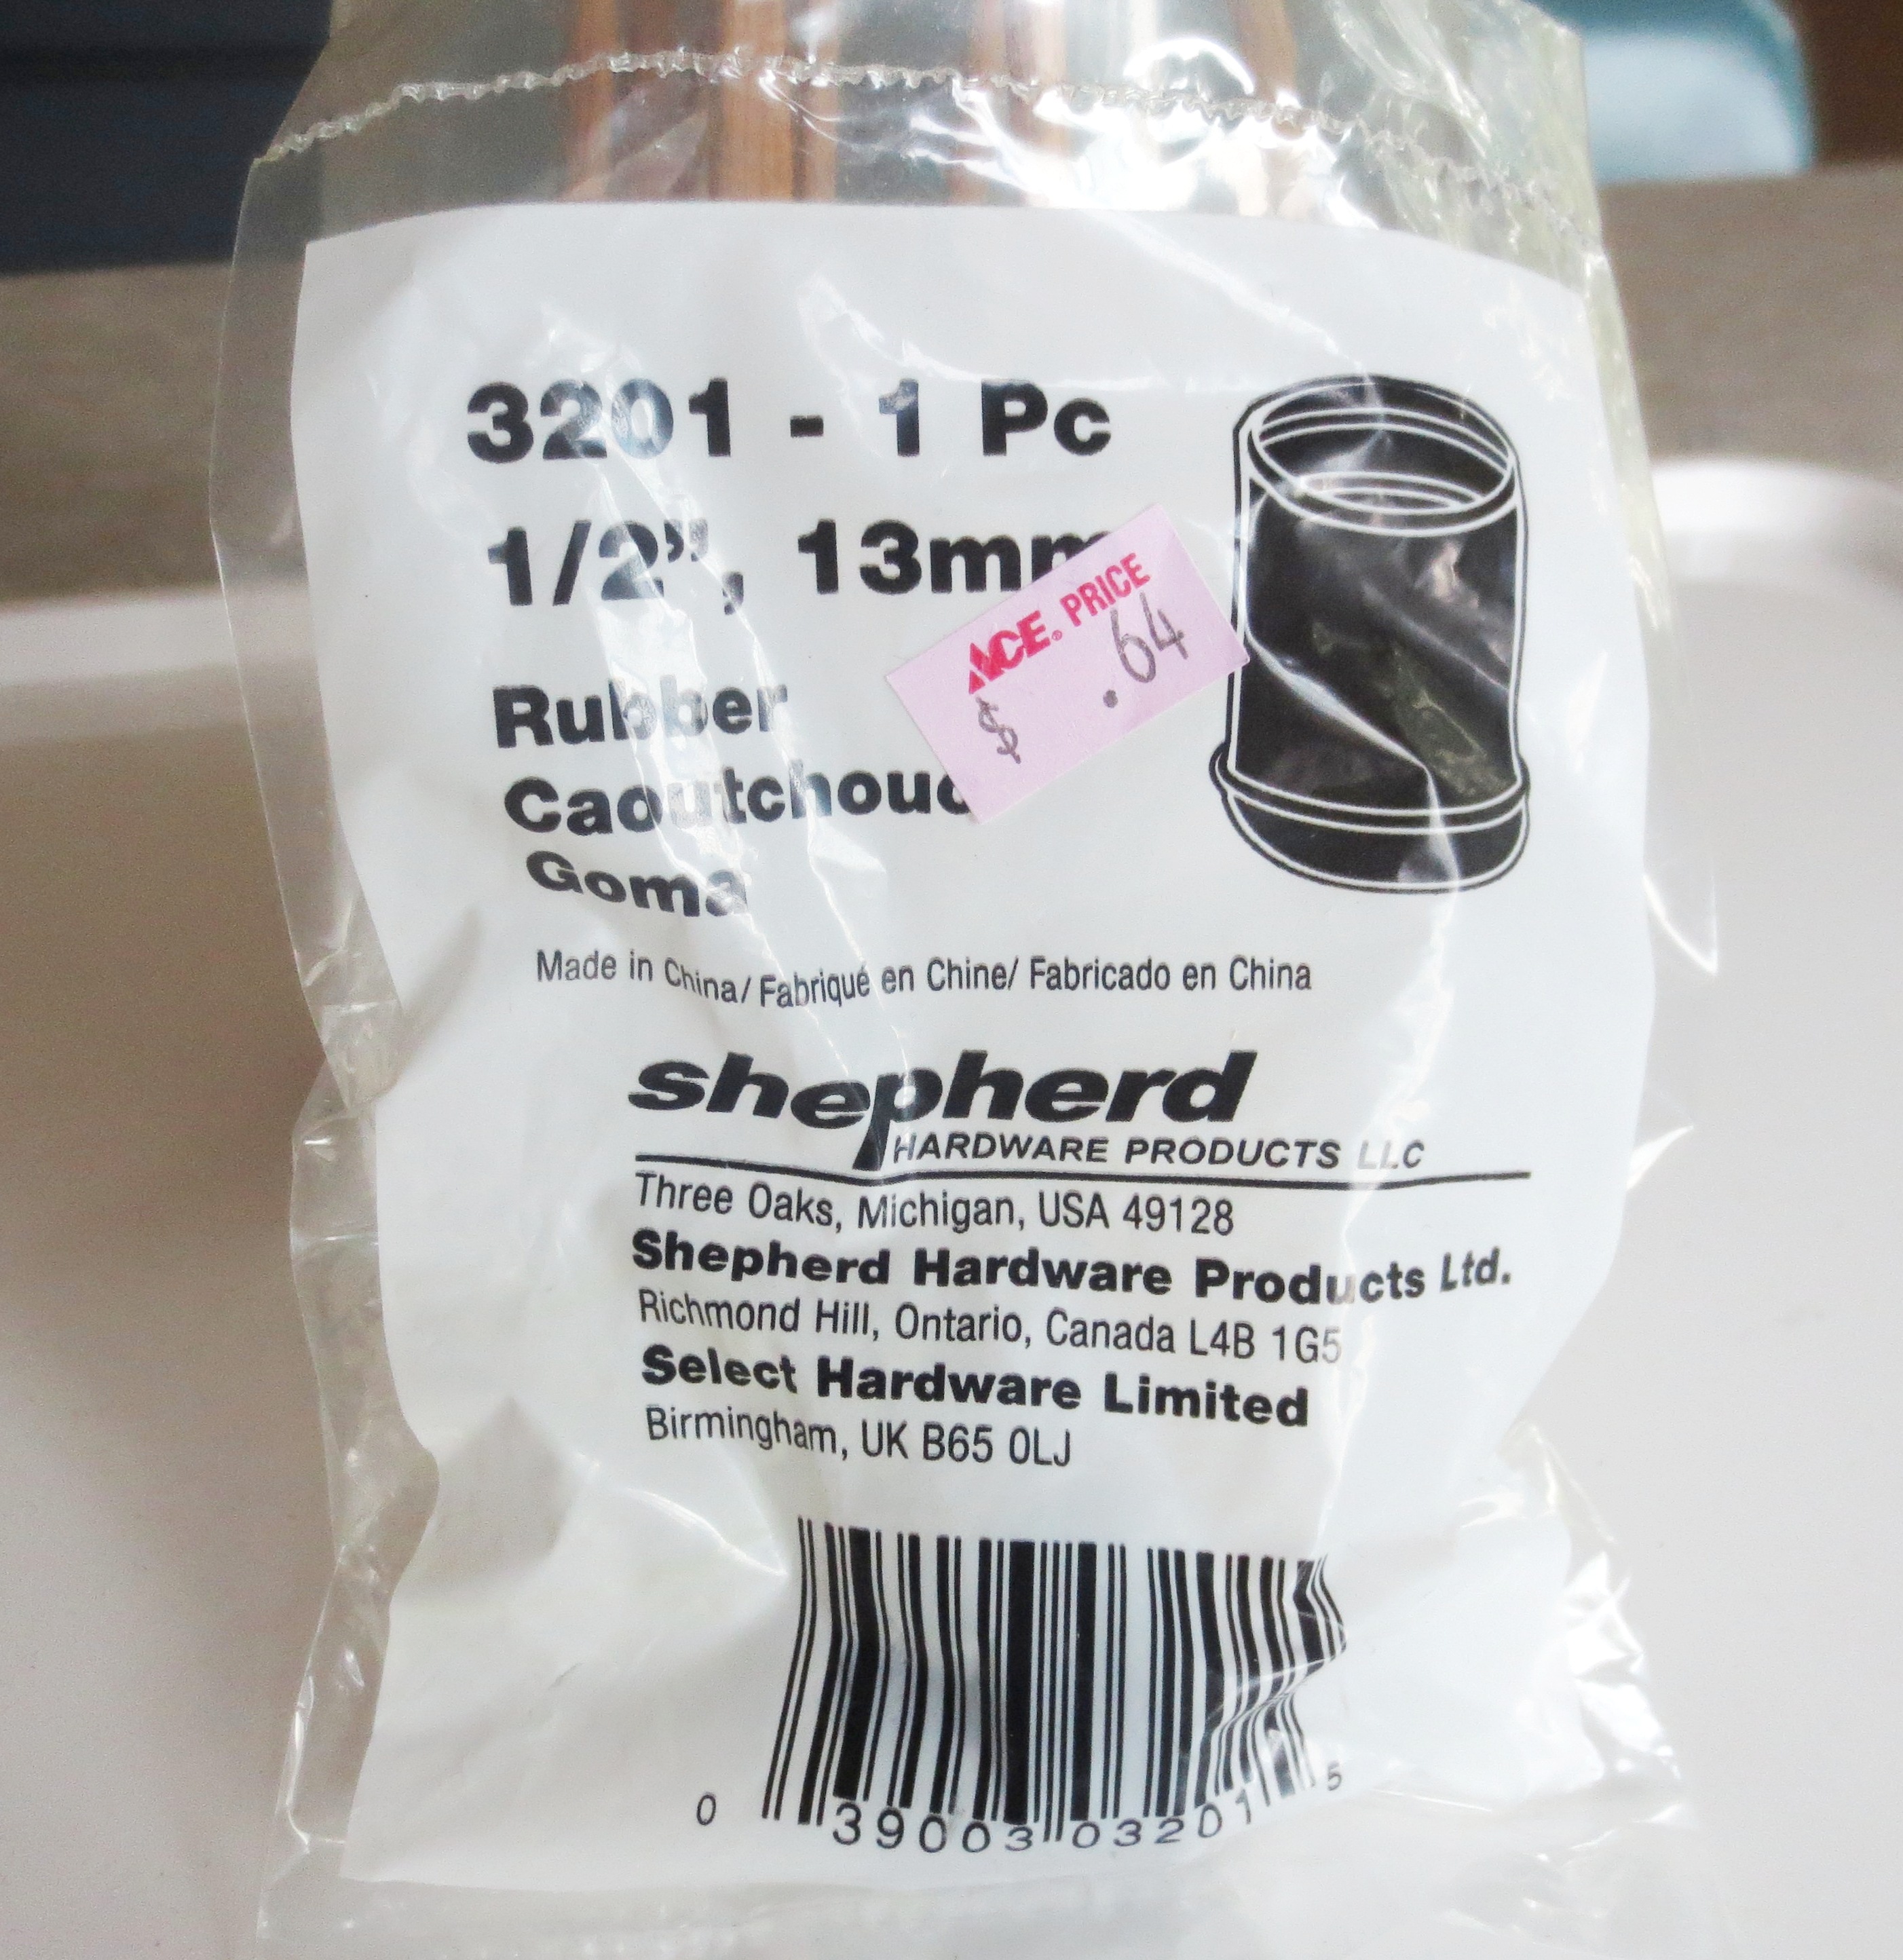 3201 - 1 Pc
1/2", 13mm
ACE® PRICE
$ .64
Rubber
Caoutchouc
Goma
Made in China/ Fabriqué en Chine/ Fabricado en China
shepherd
HARDWARE PRODUCTS LLC
Three Oaks, Michigan, USA 49128
Shepherd Hardware Products Ltd.
Richmond Hill, Ontario, Canada L4B 1G5
Select Hardware Limited
Birmingham, UK B65 0LJ
0 39003 03201 5